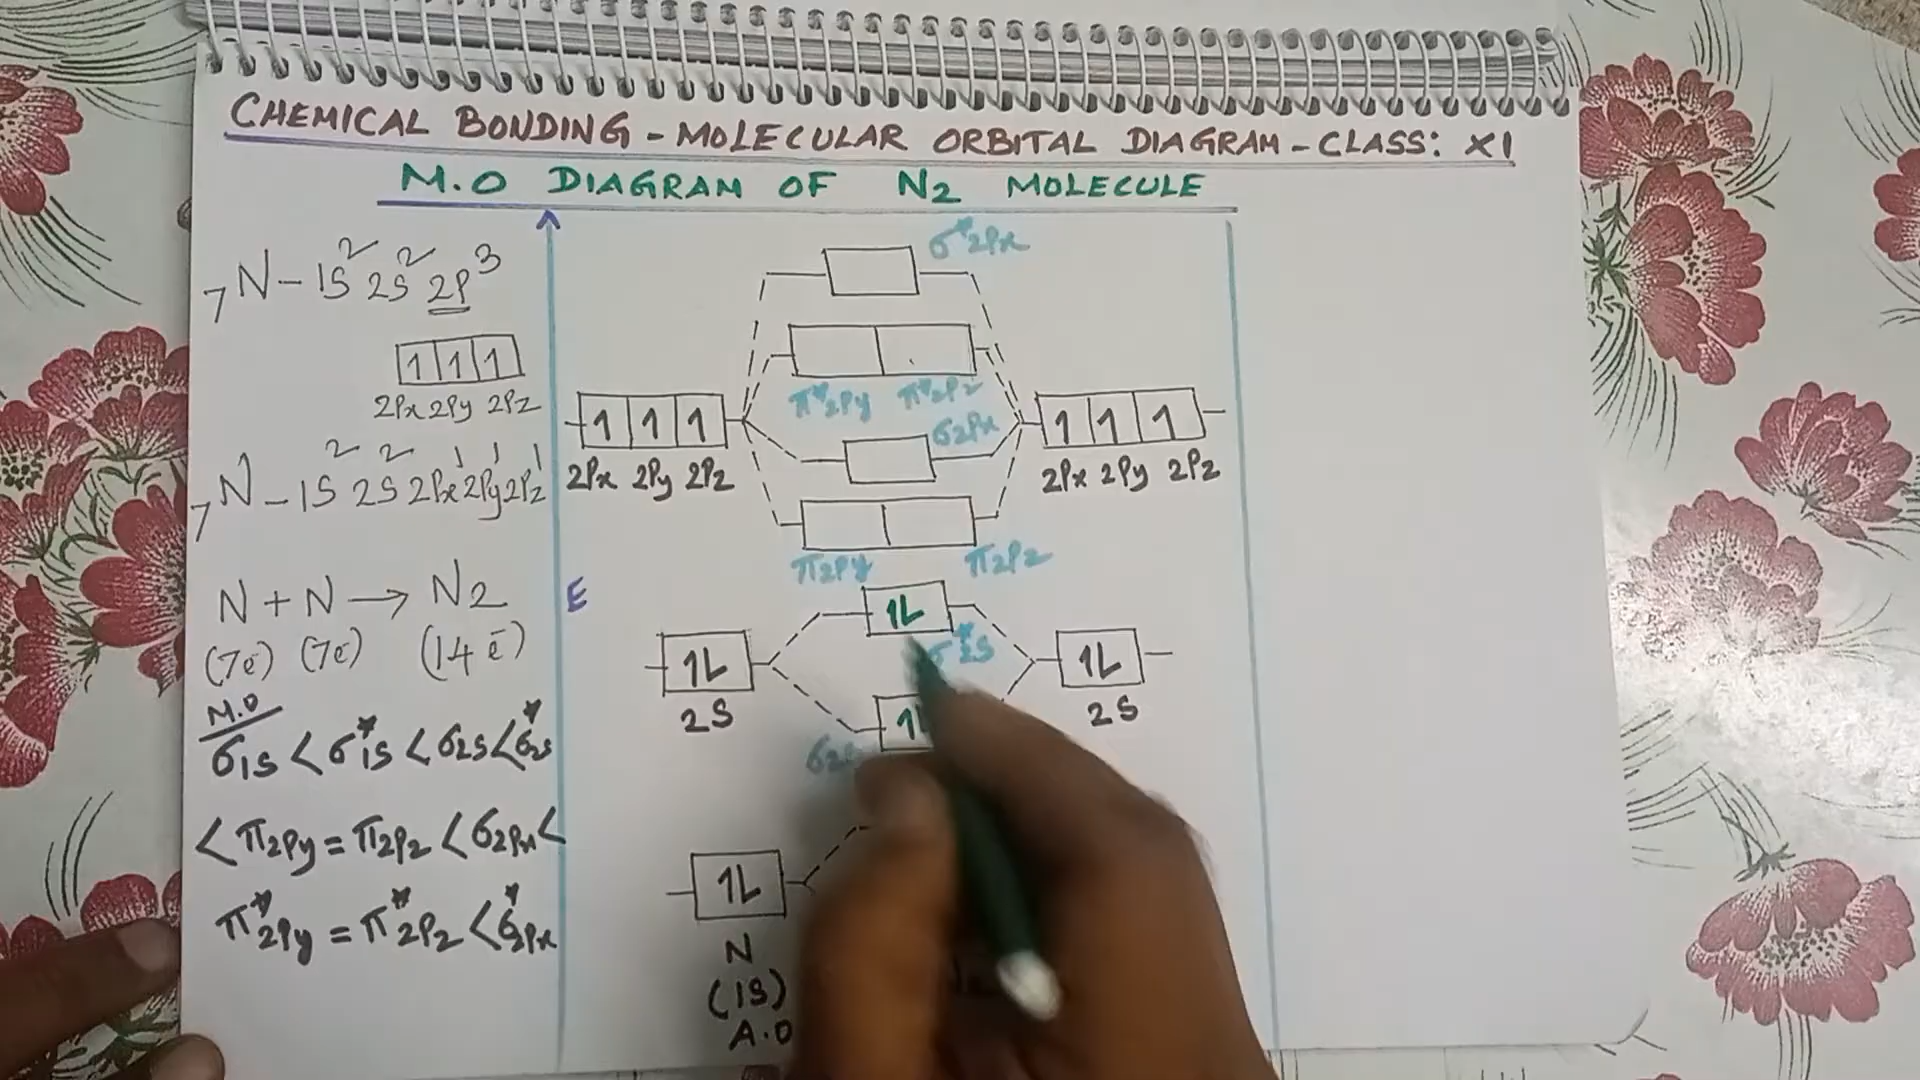 CHEMICAL BONDING - MOLECULAR ORBITAL DIAGRAM - CLASS: XI
M.O DIAGRAM OF N2 MOLECULE
₇N - 1S² 2S² 2P³
1 1 1
2Px 2Py 2Pz
₇N - 1S² 2S² 2Px¹ 2Py¹ 2Pz¹
N + N → N2
(7e⁻) (7e⁻) (14 e⁻)
M.O
σ1S < σ*1S < σ2S < σ*2S
< π2Py = π2Pz < σ2Px <
π*2Py = π*2Pz < σ*2Px
E
σ*2Px
π*2Py π*2Pz
1 1 1
σ2Px
1 1 1
2Px 2Py 2Pz
2Px 2Py 2Pz
π2Py π2Pz
1L
σ*2S
1L
1L
2S
2S
1L
N
(1S)
A.O